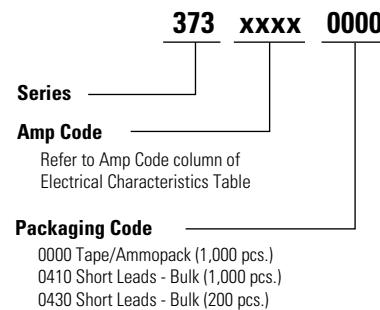 373 xxxx 0000
Series
Amp Code
Refer to Amp Code column of
Electrical Characteristics Table
Packaging Code
0000 Tape/Ammopack (1,000 pcs.)
0410 Short Leads - Bulk (1,000 pcs.)
0430 Short Leads - Bulk (200 pcs.)